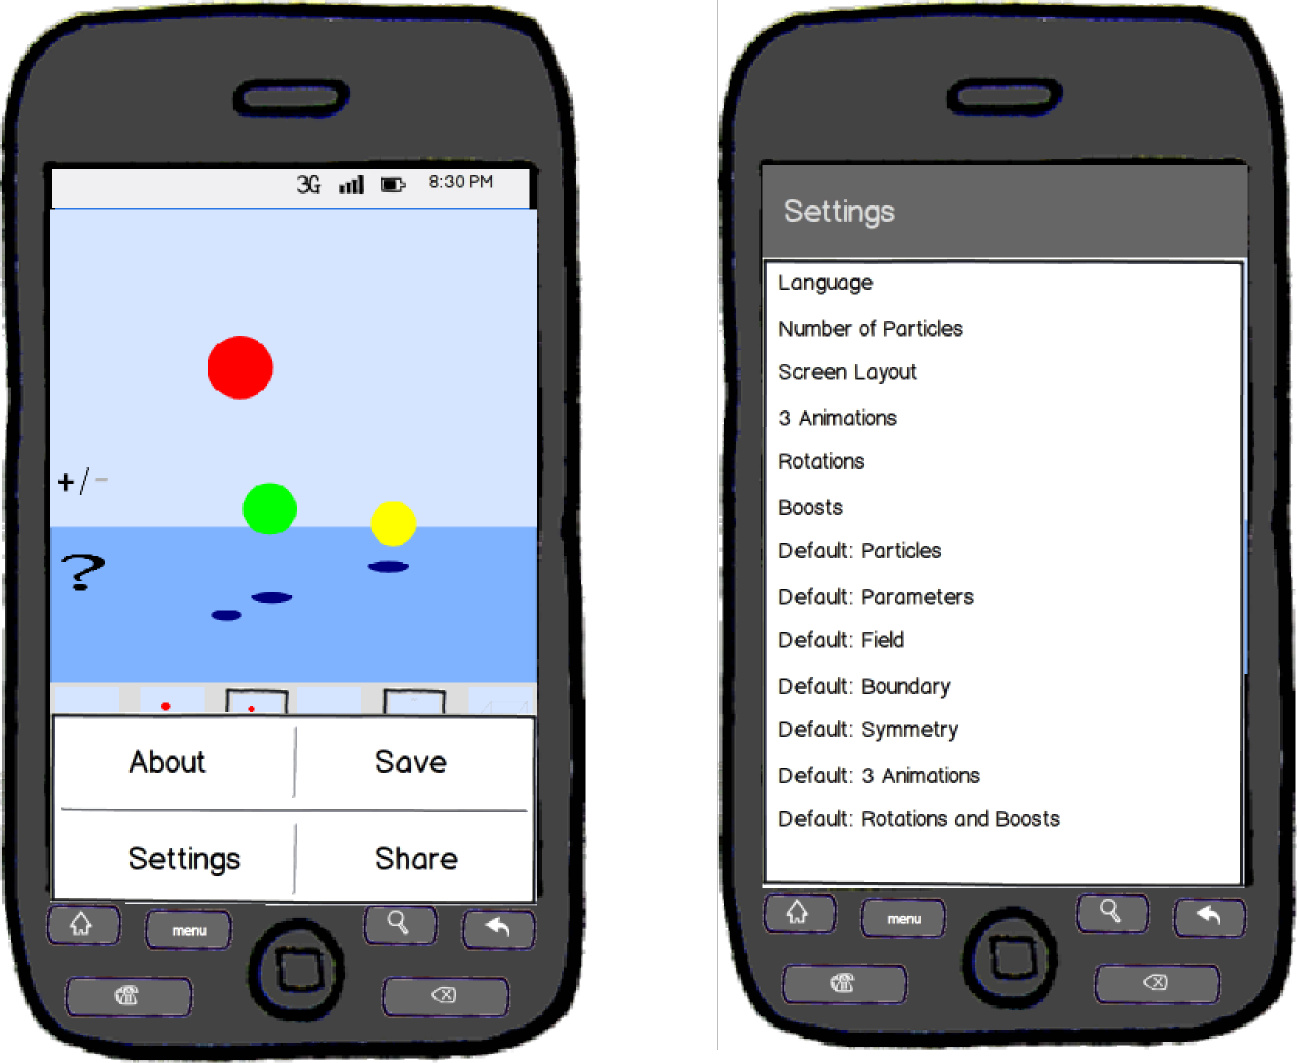 3G 8:30 PM
+/-
?
About Save
Settings Share
menu
Settings
Language
Number of Particles
Screen Layout
3 Animations
Rotations
Boosts
Default: Particles
Default: Parameters
Default: Field
Default: Boundary
Default: Symmetry
Default: 3 Animations
Default: Rotations and Boosts
menu